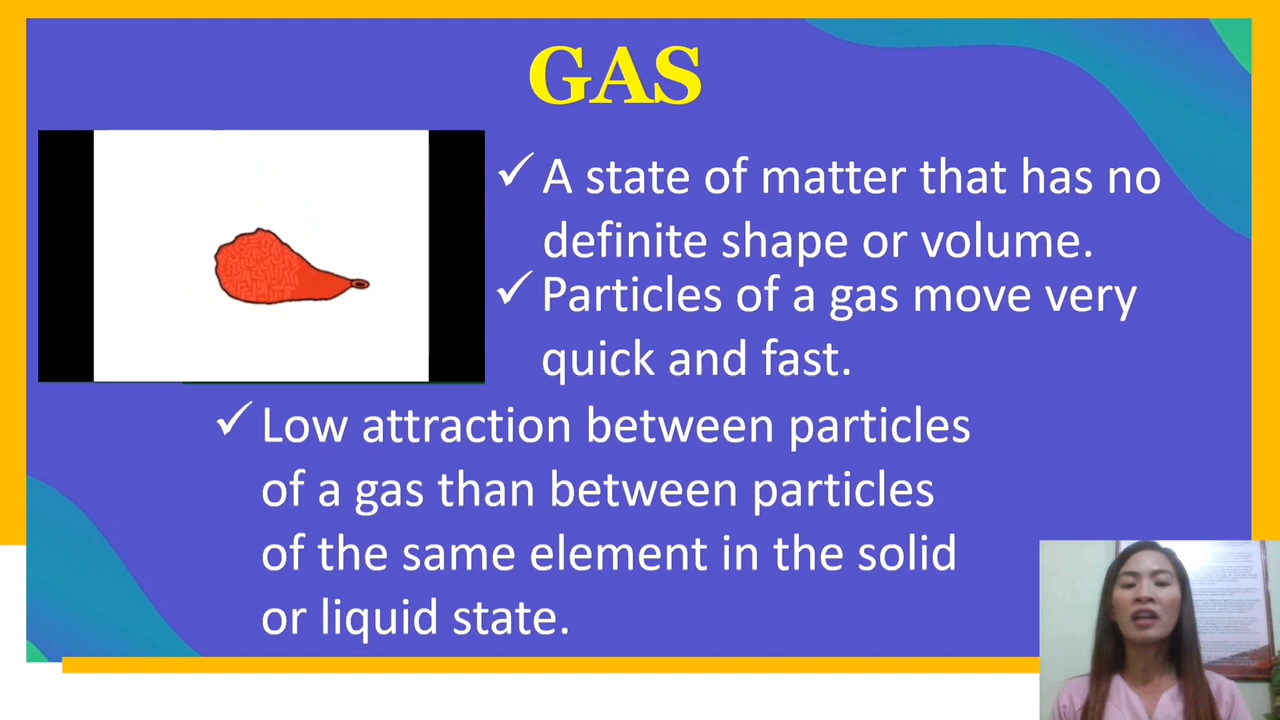 GAS
✓ A state of matter that has no
definite shape or volume.
✓ Particles of a gas move very
quick and fast.
✓ Low attraction between particles
of a gas than between particles
of the same element in the solid
or liquid state.